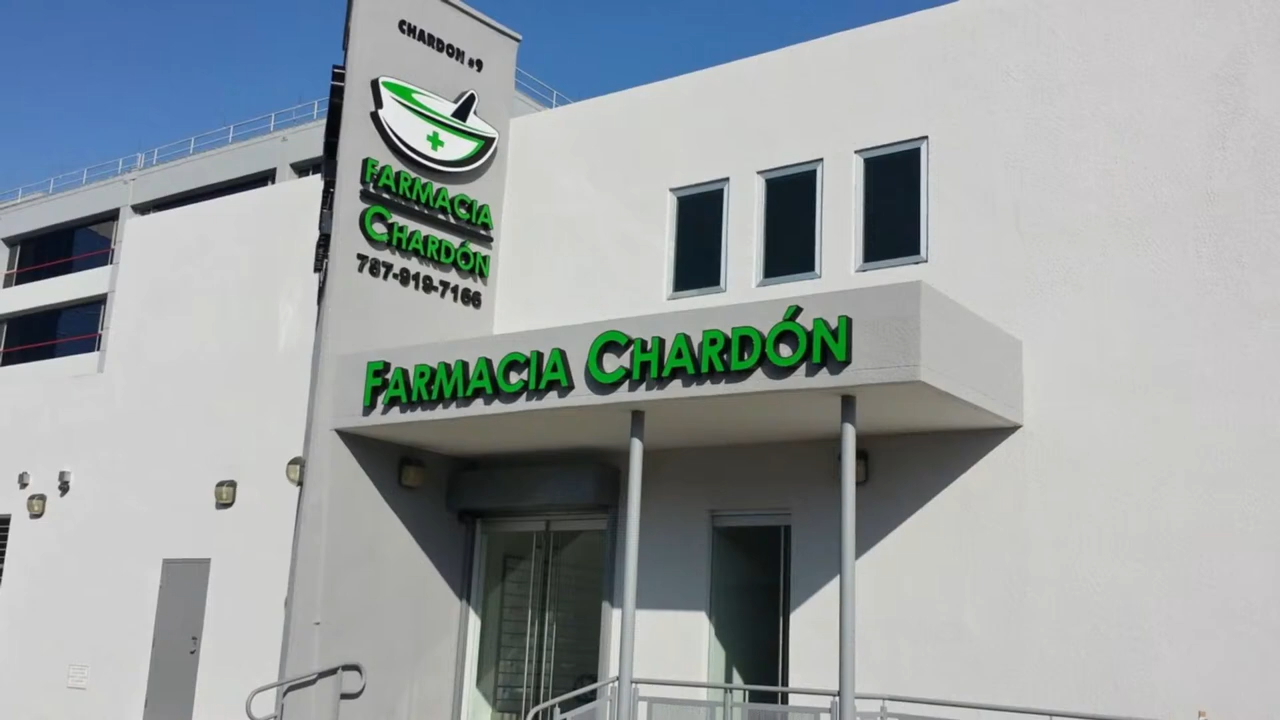 CHARDON #9
FARMACIA
CHARDÓN
787-919-7166
FARMACIA CHARDÓN